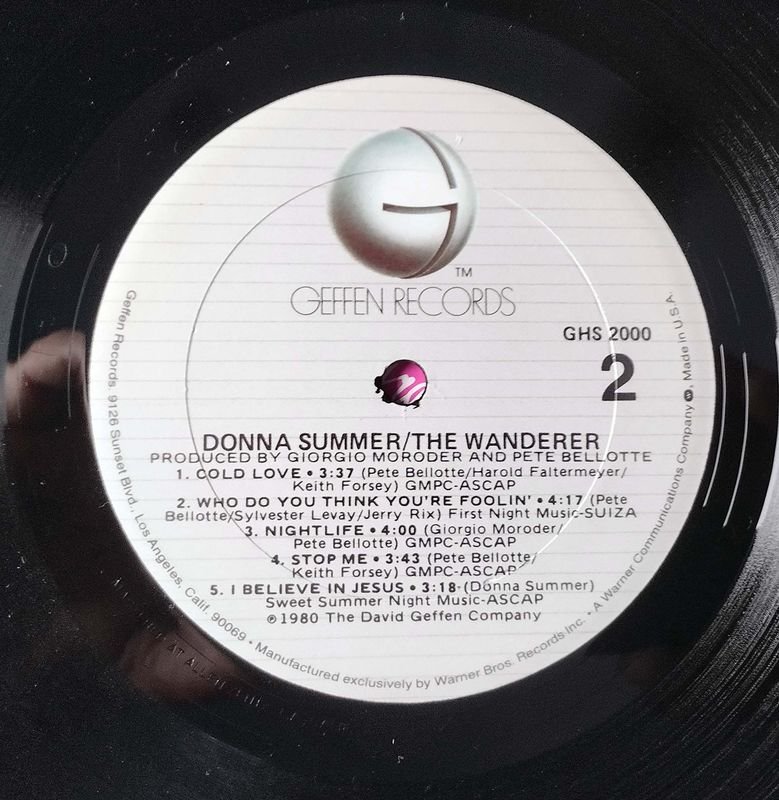 TM
GEFFEN RECORDS
GHS 2000
2
DONNA SUMMER/THE WANDERER
PRODUCED BY GIORGIO MORODER AND PETE BELLOTTE
1. COLD LOVE • 3:37 (Pete Bellotte/Harold Faltermeyer/
Keith Forsey) GMPC-ASCAP
2. WHO DO YOU THINK YOU'RE FOOLIN' • 4:17 (Pete
Bellotte/Sylvester Levay/Jerry Rix) First Night Music-SUIZA
3. NIGHTLIFE • 4:00 (Giorgio Moroder/
Pete Bellotte) GMPC-ASCAP
4. STOP ME • 3:43 (Pete Bellotte/
Keith Forsey) GMPC-ASCAP
5. I BELIEVE IN JESUS • 3:18 (Donna Summer)
Sweet Summer Night Music-ASCAP
℗1980 The David Geffen Company
Geffen Records, 9126 Sunset Blvd., Los Angeles, Calif. 90069 • Manufactured exclusively by Warner Bros. Records Inc. • A Warner Communications Company. Made in U.S.A.